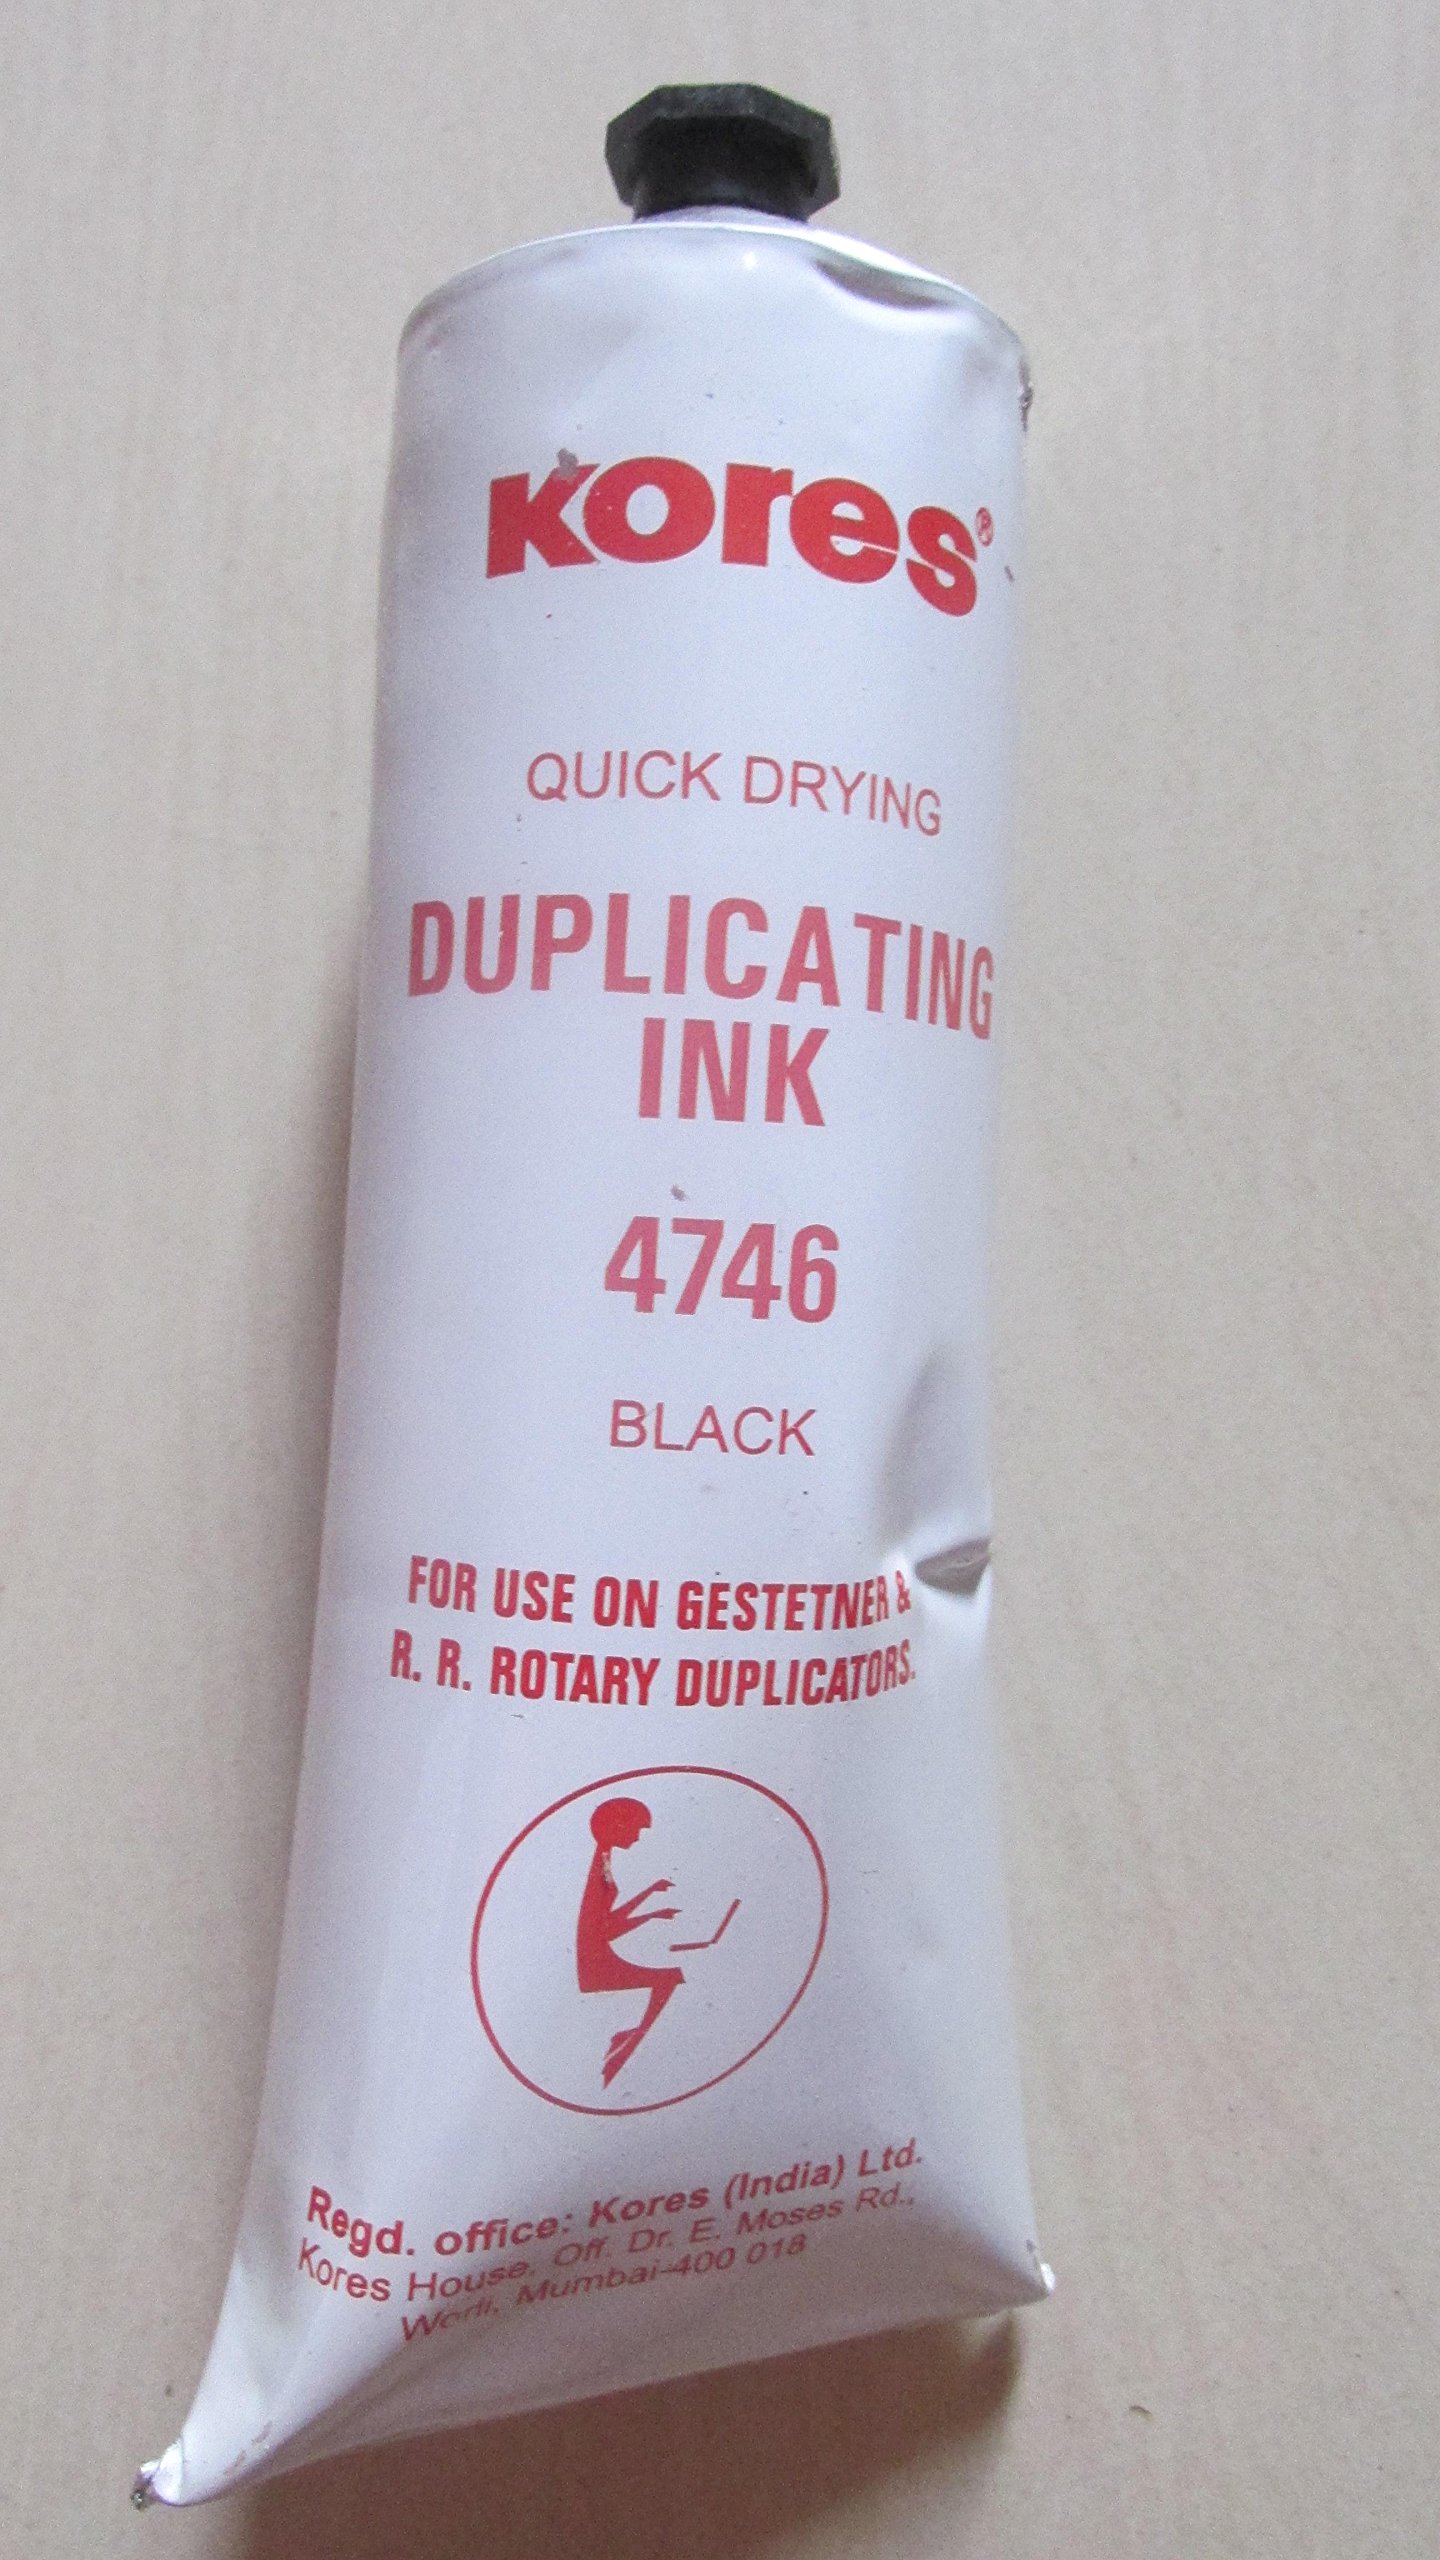 Kores®
QUICK DRYING
DUPLICATING
INK
4746
BLACK
FOR USE ON GESTETNER &
R. R. ROTARY DUPLICATORS.
Regd. office: Kores (India) Ltd.
Kores House, Off. Dr. E. Moses Rd.,
Worli, Mumbai-400 018